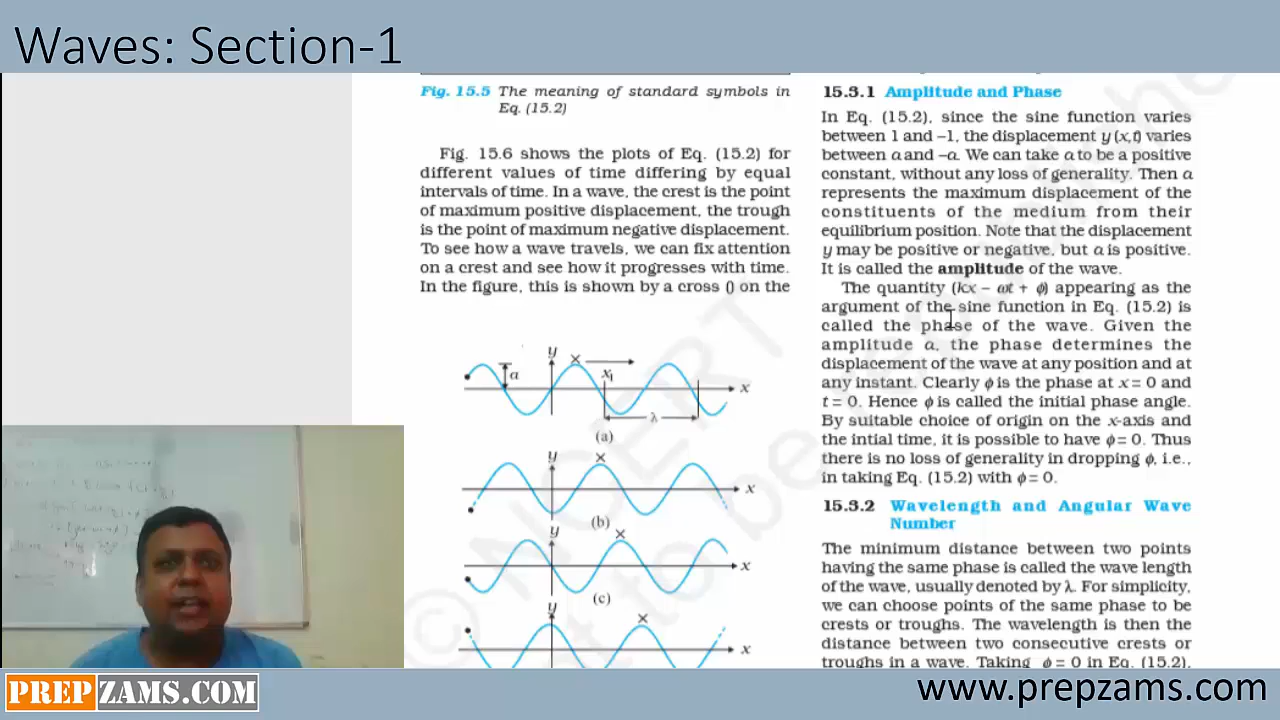 Waves: Section-1
Fig. 15.5 The meaning of standard symbols in
Eq. (15.2)
Fig. 15.6 shows the plots of Eq. (15.2) for
different values of time differing by equal
intervals of time. In a wave, the crest is the point
of maximum positive displacement, the trough
is the point of maximum negative displacement.
To see how a wave travels, we can fix attention
on a crest and see how it progresses with time.
In the figure, this is shown by a cross () on the
y
×
a
x₁
x
λ
(a)
y
×
x
(b)
y
×
x
(c)
y
×
x
15.3.1 Amplitude and Phase
In Eq. (15.2), since the sine function varies
between 1 and –1, the displacement y (x,t) varies
between a and –a. We can take a to be a positive
constant, without any loss of generality. Then a
represents the maximum displacement of the
constituents of the medium from their
equilibrium position. Note that the displacement
y may be positive or negative, but a is positive.
It is called the amplitude of the wave.
The quantity (kx – ωt + ϕ) appearing as the
argument of the sine function in Eq. (15.2) is
called the phase of the wave. Given the
amplitude a, the phase determines the
displacement of the wave at any position and at
any instant. Clearly ϕ is the phase at x = 0 and
t = 0. Hence ϕ is called the initial phase angle.
By suitable choice of origin on the x-axis and
the intial time, it is possible to have ϕ = 0. Thus
there is no loss of generality in dropping ϕ, i.e.,
in taking Eq. (15.2) with ϕ = 0.
15.3.2 Wavelength and Angular Wave
Number
The minimum distance between two points
having the same phase is called the wave length
of the wave, usually denoted by λ. For simplicity,
we can choose points of the same phase to be
crests or troughs. The wavelength is then the
distance between two consecutive crests or
troughs in a wave. Taking ϕ = 0 in Eq. (15.2),
© NCERT
not to be
PREPZAMS.COM
www.prepzams.com